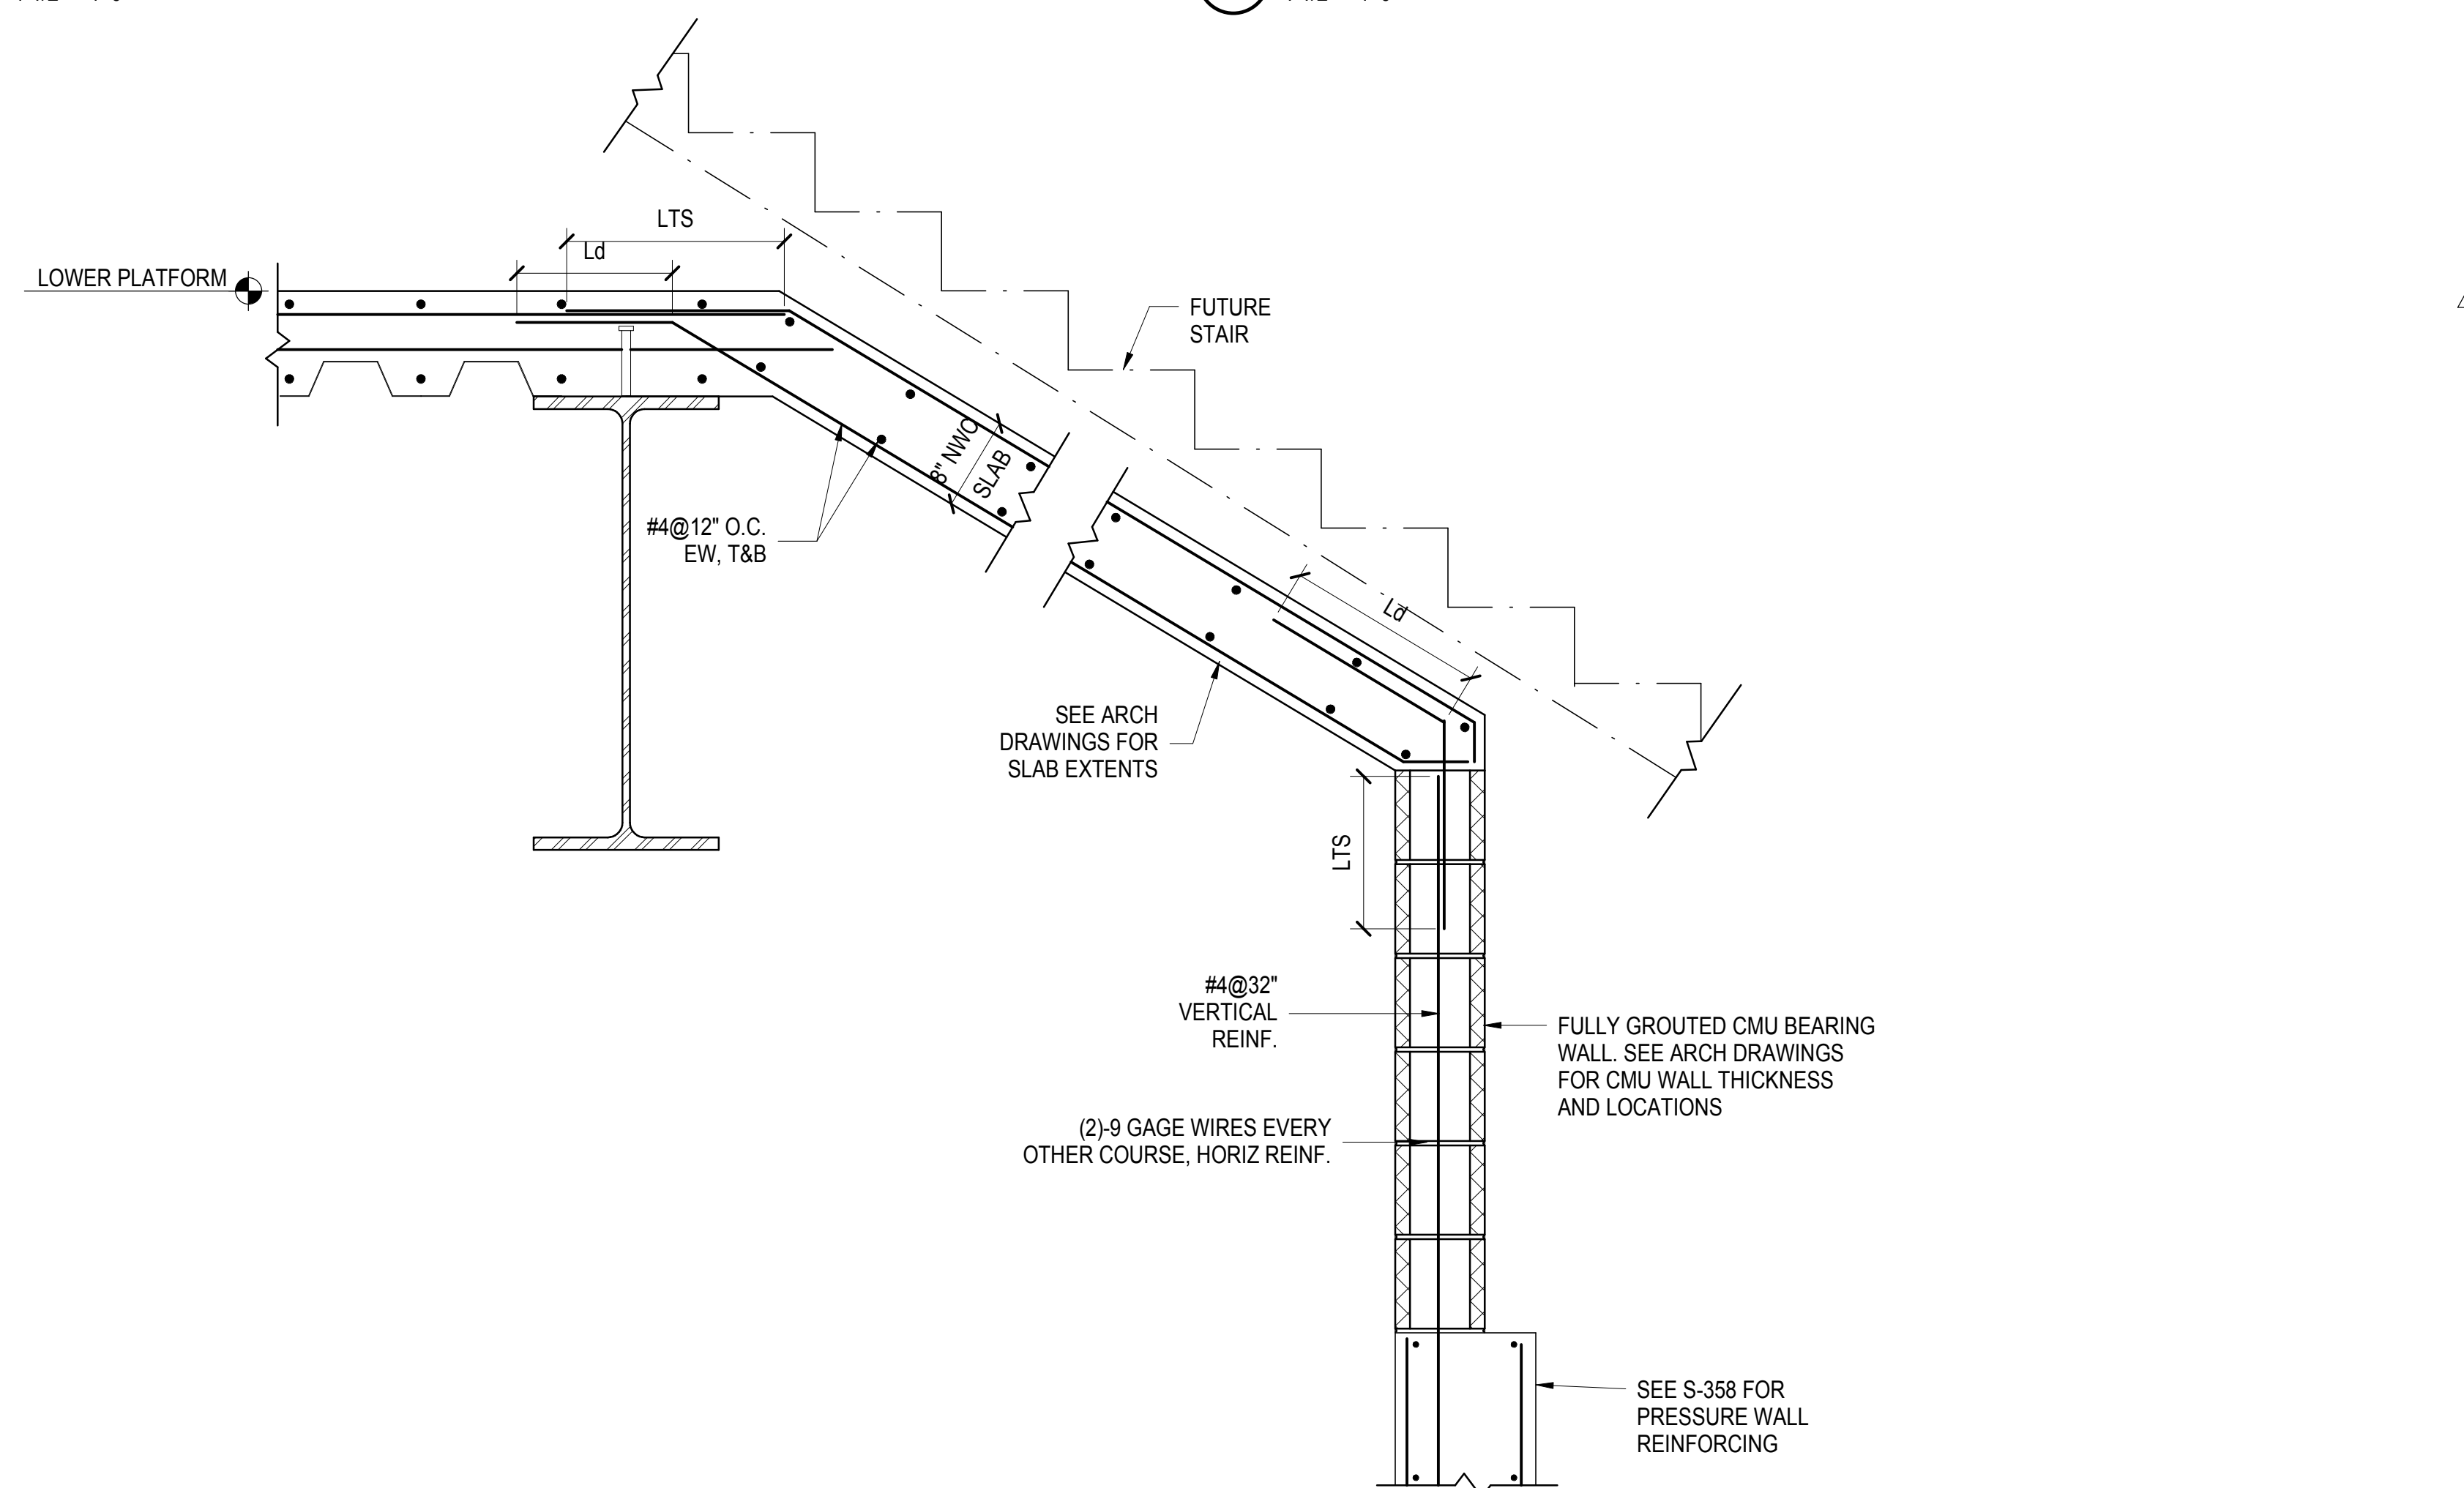 LTS
Ld
LOWER PLATFORM
FUTURE
STAIR
8" NWC
SLAB
#4@12" O.C.
EW, T&B
Ld
SEE ARCH
DRAWINGS FOR
SLAB EXTENTS
LTS
#4@32"
VERTICAL
REINF.
FULLY GROUTED CMU BEARING
WALL. SEE ARCH DRAWINGS
FOR CMU WALL THICKNESS
AND LOCATIONS
(2)-9 GAGE WIRES EVERY
OTHER COURSE, HORIZ REINF.
SEE S-358 FOR
PRESSURE WALL
REINFORCING